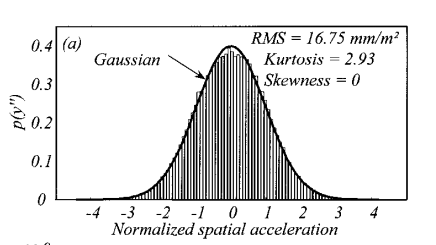 (a)
Gaussian
RMS = 16.75 mm/m²
Kurtosis = 2.93
Skewness = 0
p(y'')
0.4
0.3
0.2
0.1
0
-4 -3 -2 -1 0 1 2 3 4
Normalized spatial acceleration